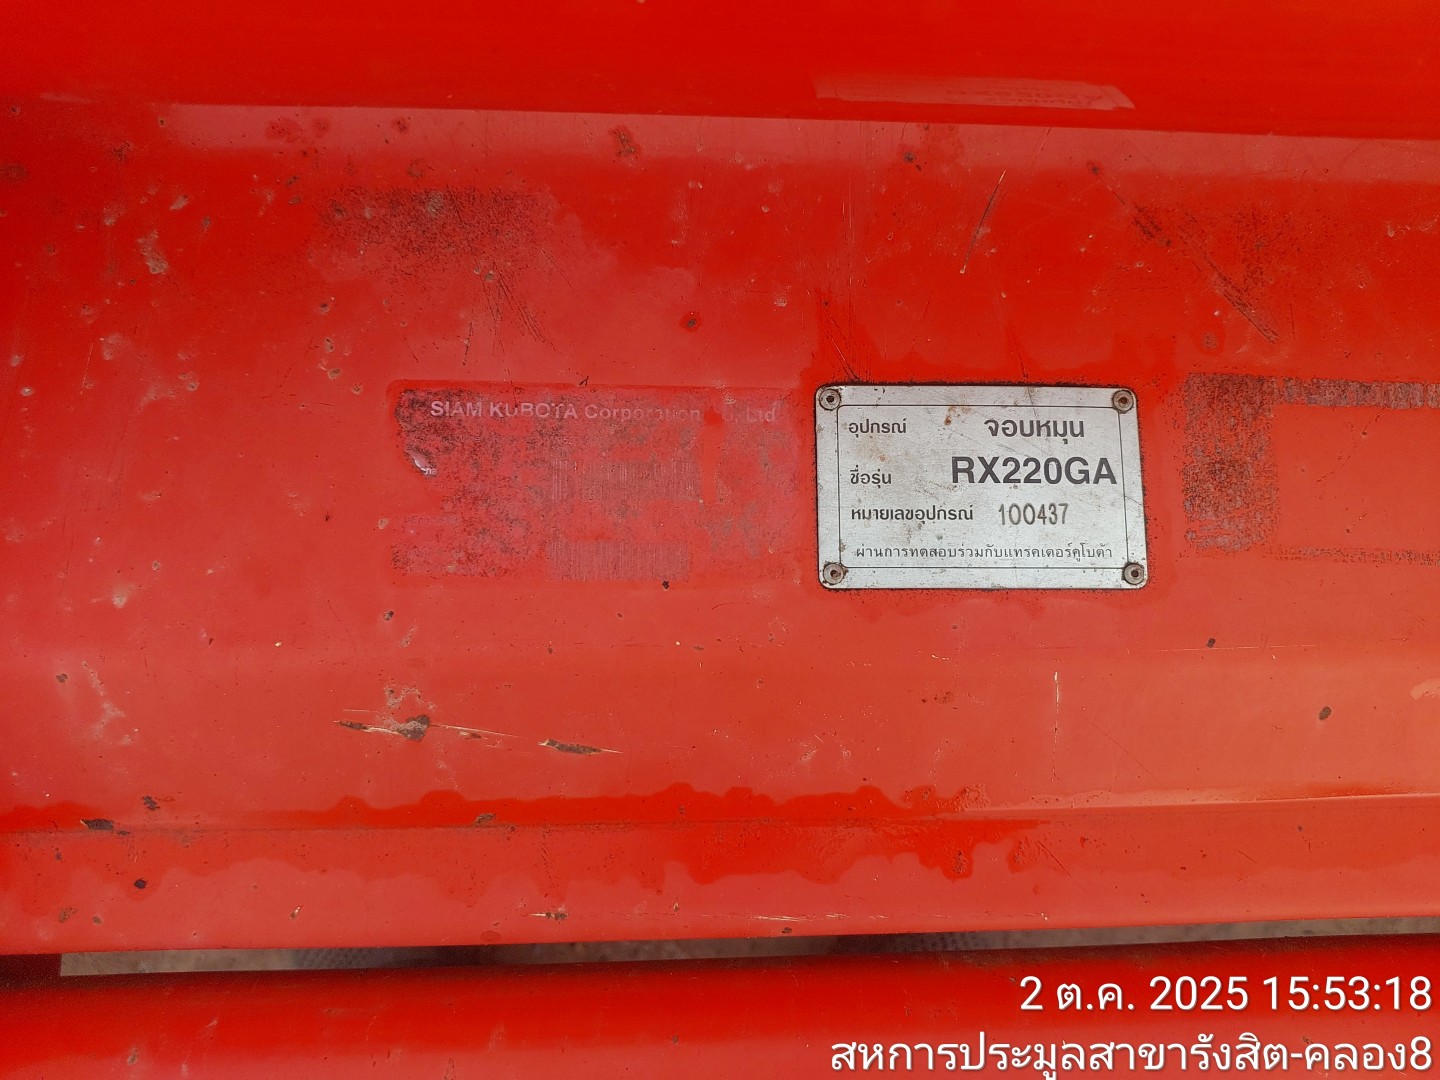 SIAM KUBOTA Corporation Co., Ltd
อุปกรณ์ จอบหมุน
ชื่อรุ่น RX220GA
หมายเลขอุปกรณ์ 100437
ผ่านการทดสอบร่วมกับแทรคเตอร์คูโบต้า
2 ต.ค. 2025 15:53:18
สหการประมูลสาขารังสิต-คลอง8